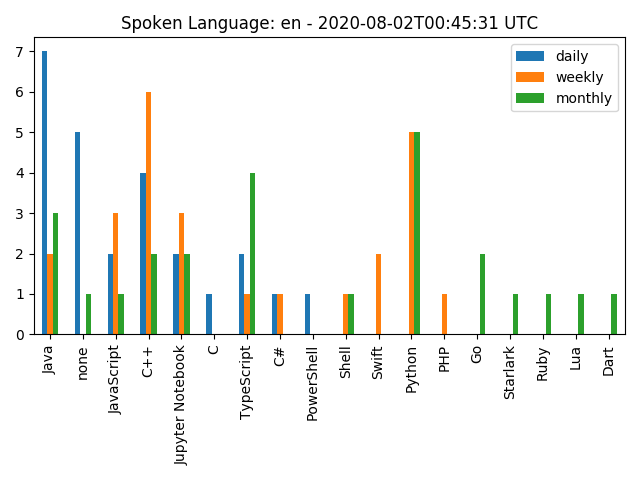 Spoken Language: en - 2020-08-02T00:45:31 UTC
daily
weekly
monthly
7
6
5
4
3
2
1
0
Java
none
JavaScript
C++
Jupyter Notebook
C
TypeScript
C#
PowerShell
Shell
Swift
Python
PHP
Go
Starlark
Ruby
Lua
Dart